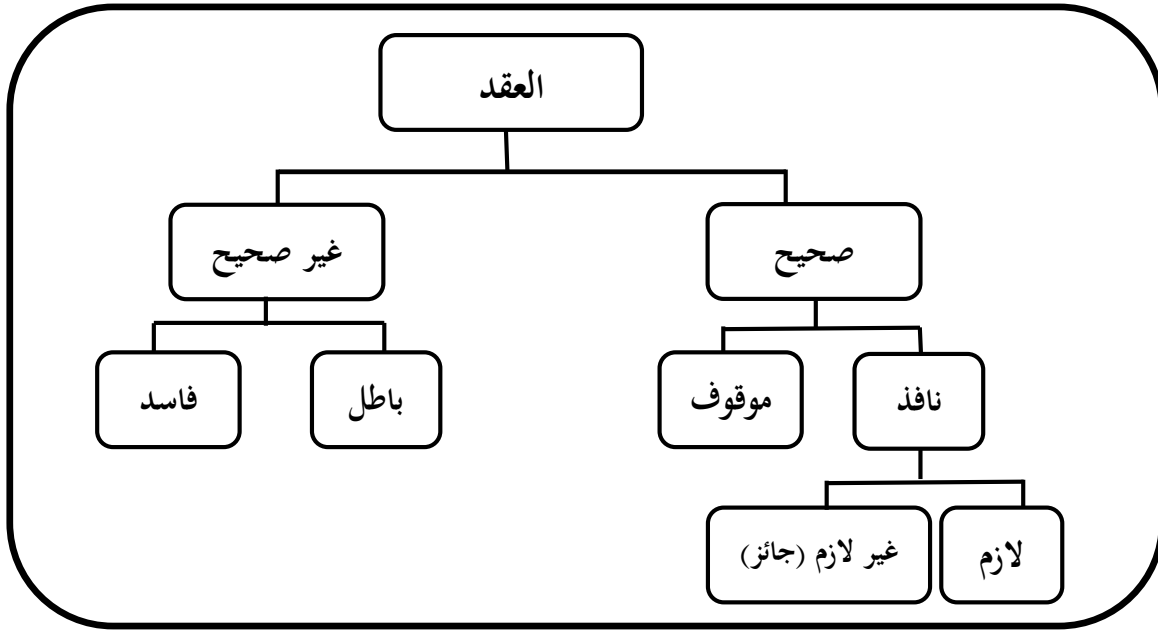 العقد
صحيح
غير صحيح
نافذ
موقوف
باطل
فاسد
لازم
غير لازم (جائز)